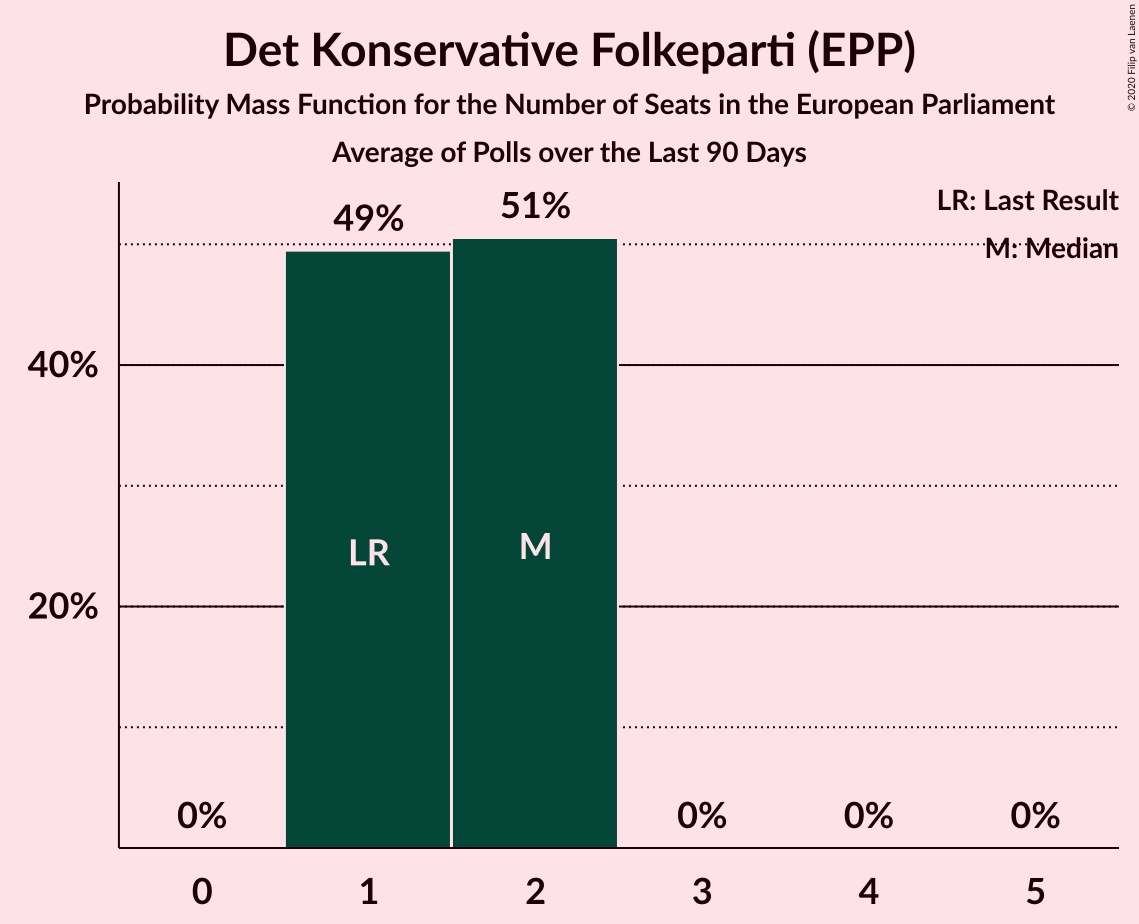 Det Konservative Folkeparti (EPP)
Probability Mass Function for the Number of Seats in the European Parliament
Average of Polls over the Last 90 Days
© 2020 Filip van Laenen
LR: Last Result
M: Median
49%
51%
40%
20%
LR
M
0%
0%
0%
0%
0
1
2
3
4
5